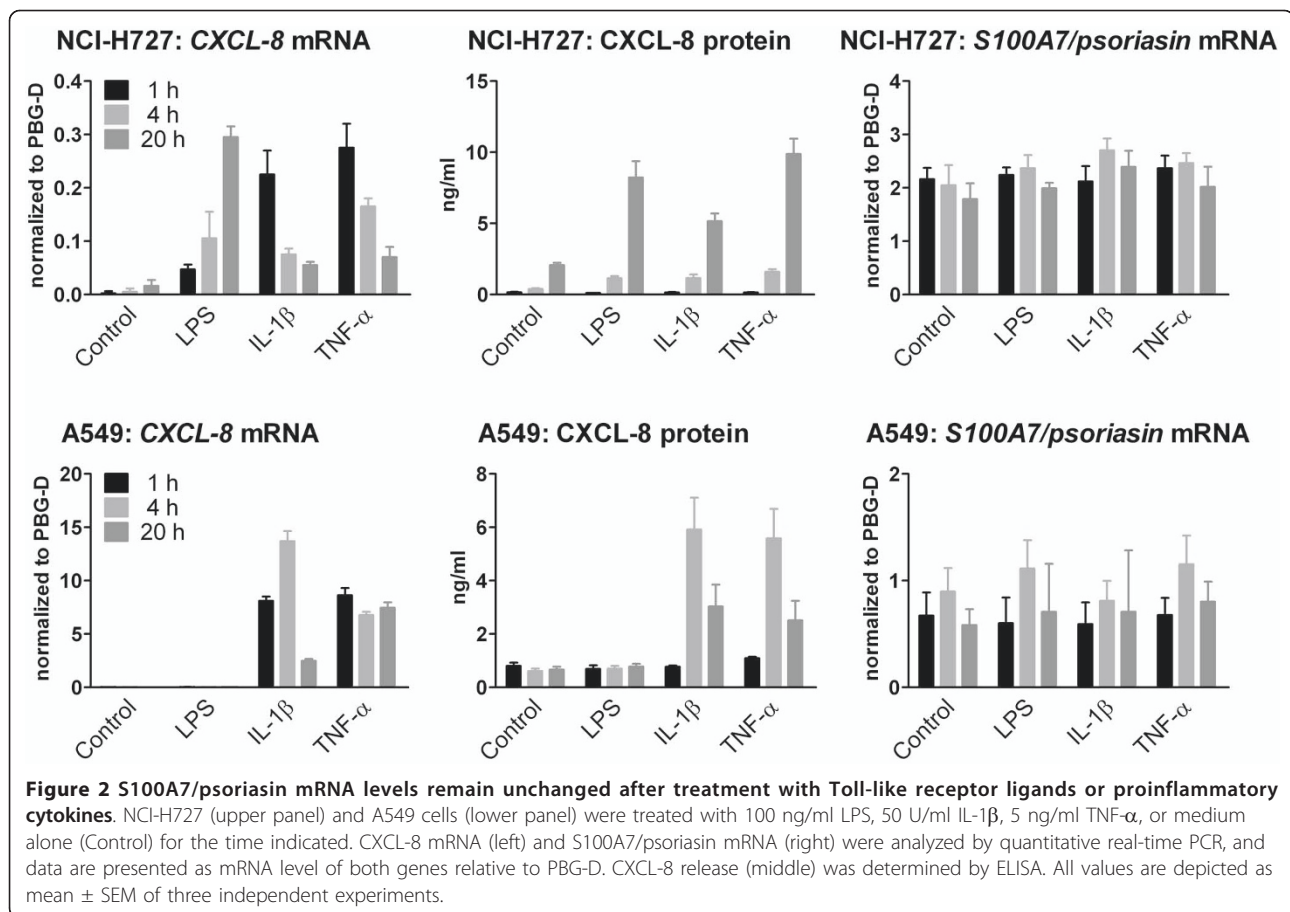 NCI-H727: CXCL-8 mRNA
normalized to PBG-D
0.4
0.3
0.2
0.1
0.0
1 h
4 h
20 h
Control
LPS
IL-1β
TNF-α
NCI-H727: CXCL-8 protein
ng/ml
15
10
5
0
Control
LPS
IL-1β
TNF-α
NCI-H727: S100A7/psoriasin mRNA
normalized to PBG-D
4
3
2
1
0
Control
LPS
IL-1β
TNF-α
A549: CXCL-8 mRNA
normalized to PBG-D
20
15
10
5
0
1 h
4 h
20 h
Control
LPS
IL-1β
TNF-α
A549: CXCL-8 protein
ng/ml
8
6
4
2
0
Control
LPS
IL-1β
TNF-α
A549: S100A7/psoriasin mRNA
normalized to PBG-D
2
1
0
Control
LPS
IL-1β
TNF-α
Figure 2 S100A7/psoriasin mRNA levels remain unchanged after treatment with Toll-like receptor ligands or proinflammatory
cytokines. NCI-H727 (upper panel) and A549 cells (lower panel) were treated with 100 ng/ml LPS, 50 U/ml IL-1β, 5 ng/ml TNF-α, or medium
alone (Control) for the time indicated. CXCL-8 mRNA (left) and S100A7/psoriasin mRNA (right) were analyzed by quantitative real-time PCR, and
data are presented as mRNA level of both genes relative to PBG-D. CXCL-8 release (middle) was determined by ELISA. All values are depicted as
mean ± SEM of three independent experiments.